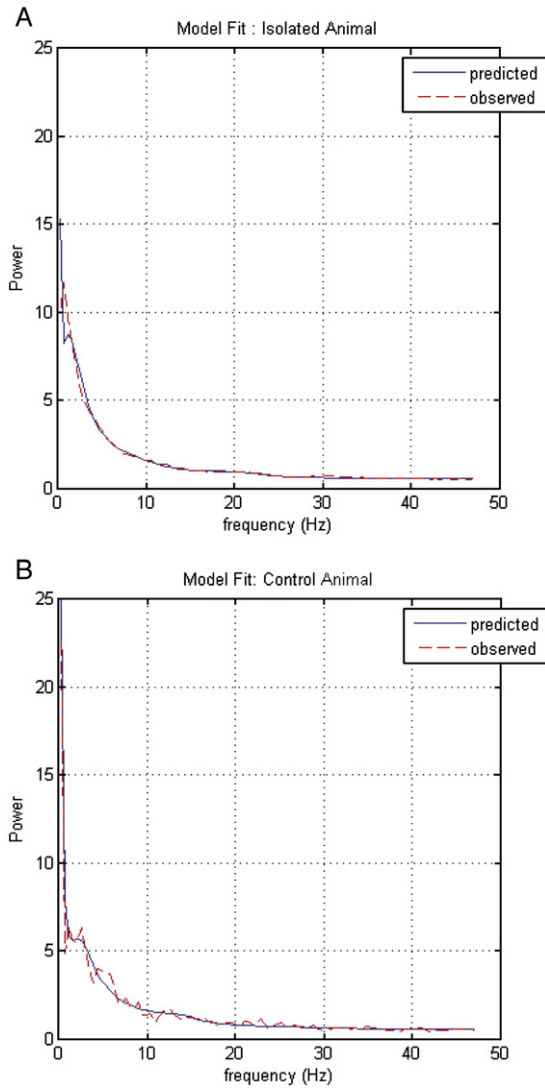 A
Model Fit : Isolated Animal
25
predicted
observed
20
15
Power
10
5
0
0 10 20 30 40 50
frequency (Hz)
B
Model Fit: Control Animal
25
predicted
observed
20
15
Power
10
5
0
0 10 20 30 40 50
frequency (Hz)